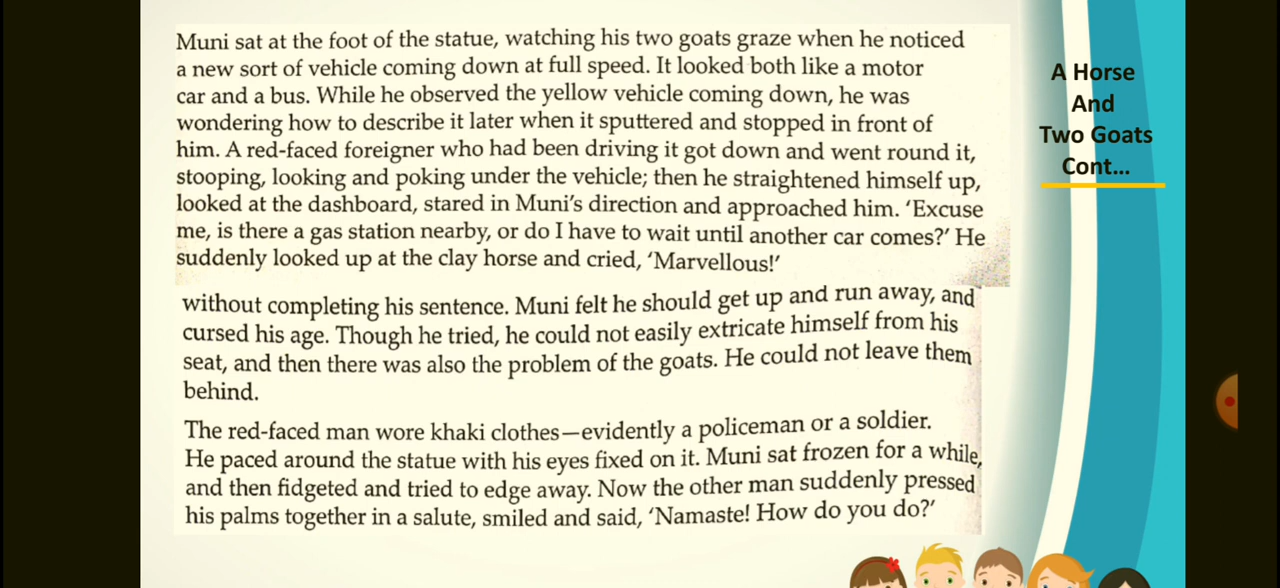 Muni sat at the foot of the statue, watching his two goats graze when he noticed
a new sort of vehicle coming down at full speed. It looked both like a motor
car and a bus. While he observed the yellow vehicle coming down, he was
wondering how to describe it later when it sputtered and stopped in front of
him. A red-faced foreigner who had been driving it got down and went round it,
stooping, looking and poking under the vehicle; then he straightened himself up,
looked at the dashboard, stared in Muni's direction and approached him. 'Excuse
me, is there a gas station nearby, or do I have to wait until another car comes?' He
suddenly looked up at the clay horse and cried, 'Marvellous!'
without completing his sentence. Muni felt he should get up and run away, and
cursed his age. Though he tried, he could not easily extricate himself from his
seat, and then there was also the problem of the goats. He could not leave them
behind.
The red-faced man wore khaki clothes—evidently a policeman or a soldier.
He paced around the statue with his eyes fixed on it. Muni sat frozen for a while,
and then fidgeted and tried to edge away. Now the other man suddenly pressed
his palms together in a salute, smiled and said, 'Namaste! How do you do?'
A Horse
And
Two Goats
Cont...